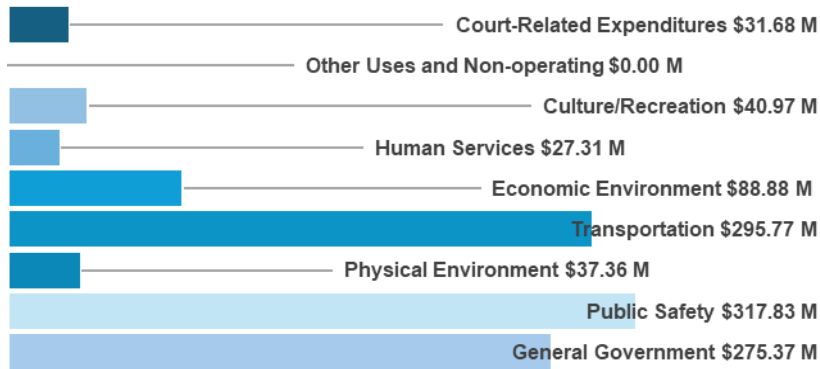 Court-Related Expenditures $31.68 M
Other Uses and Non-operating $0.00 M
Culture/Recreation $40.97 M
Human Services $27.31 M
Economic Environment $88.88 M
Transportation $295.77 M
Physical Environment $37.36 M
Public Safety $317.83 M
General Government $275.37 M